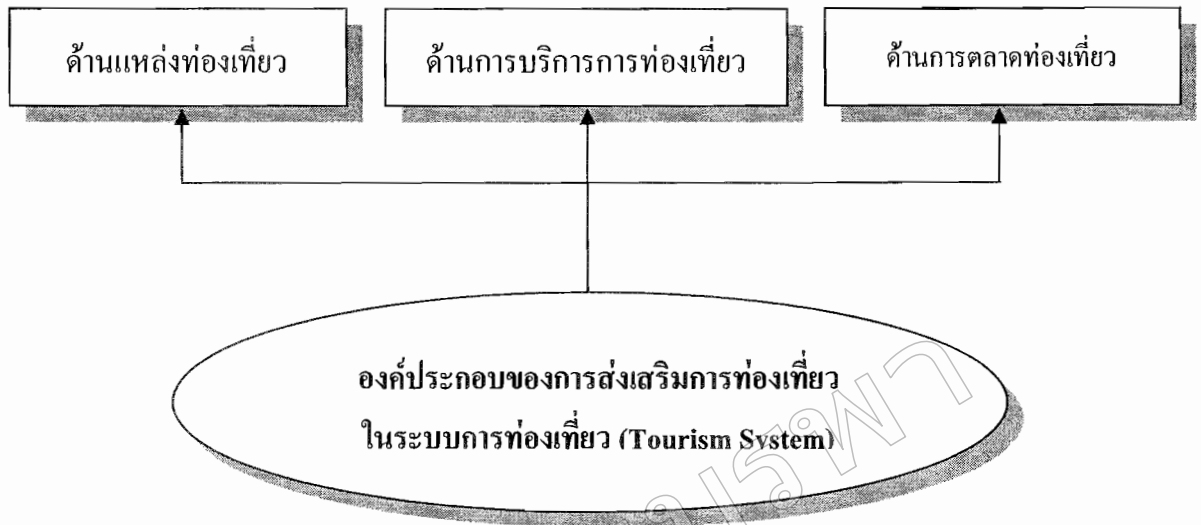 ด้านแหล่งท่องเที่ยว
ด้านการบริการการท่องเที่ยว
ด้านการตลาดท่องเที่ยว
องค์ประกอบของการส่งเสริมการท่องเที่ยว
ในระบบการท่องเที่ยว (Tourism System)